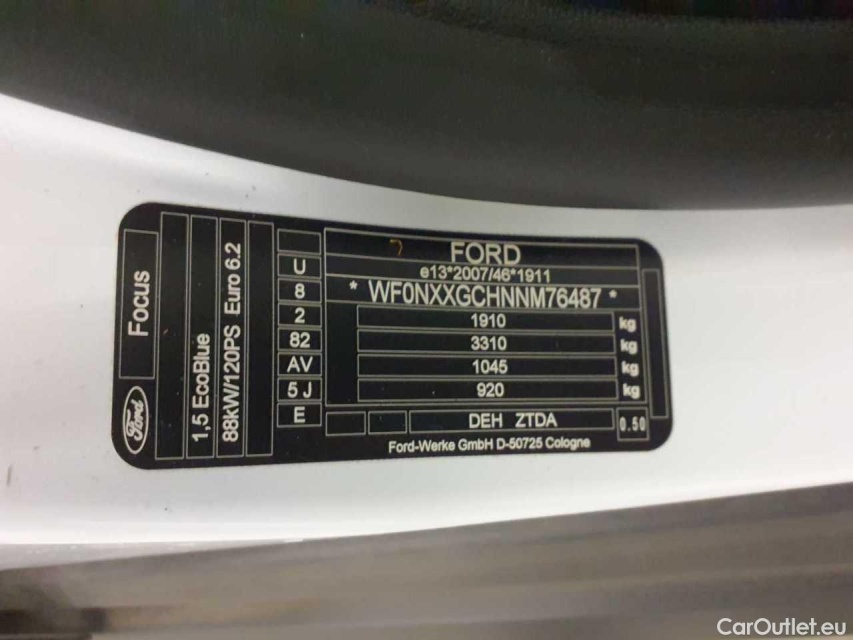 Focus
Ford
1,5 EcoBlue
88kW/120PS Euro 6.2
U
8
2
82
AV
5 J
E
FORD
e13*2007/46*1911
* WF0NXXGCHNNM76487 *
1910 kg
3310 kg
1045 kg
920 kg
DEH ZTDA
0.50
Ford-Werke GmbH D-50725 Cologne
CarOutlet.eu